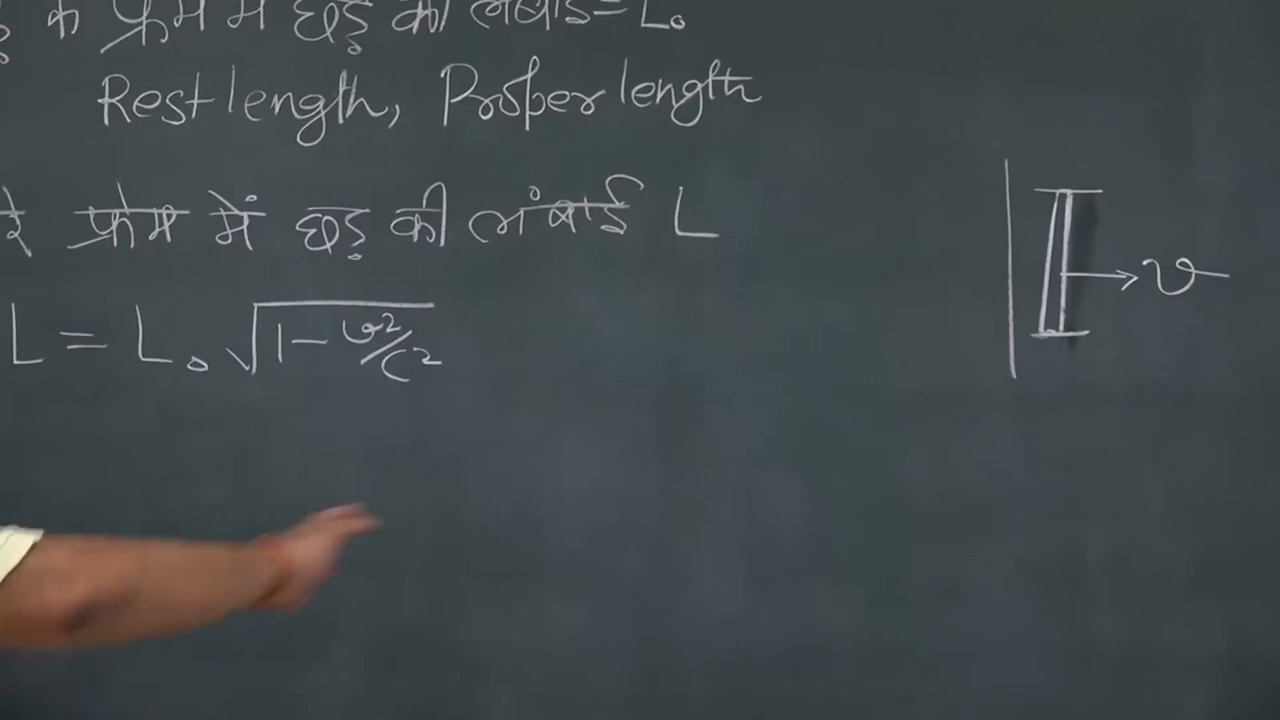 के फ्रेम में छड़ की लंबाई = L₀
Rest length, Proper length
रे फ्रेम में छड़ की लंबाई L
L = L₀ √1 - v²/c²
v